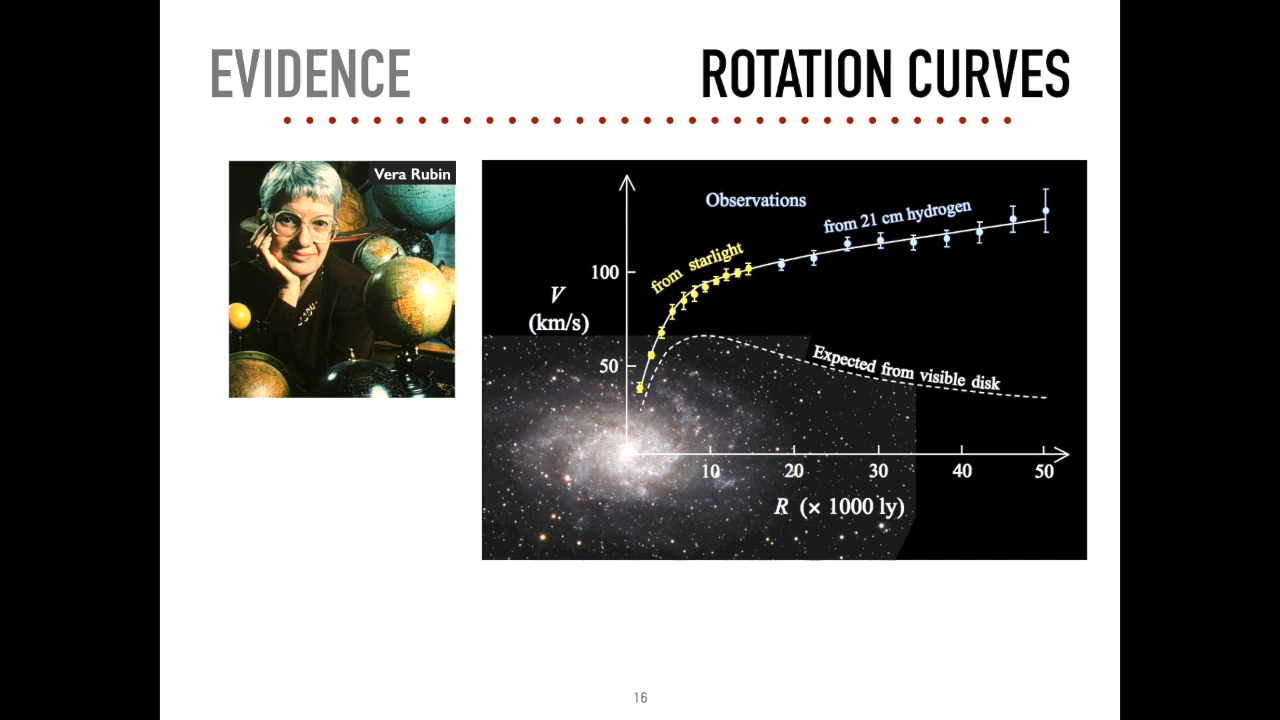 EVIDENCE
ROTATION CURVES
Vera Rubin
Observations
from 21 cm hydrogen
from starlight
100
V
(km/s)
50
Expected from visible disk
10
20
30
40
50
R (× 1000 ly)
16